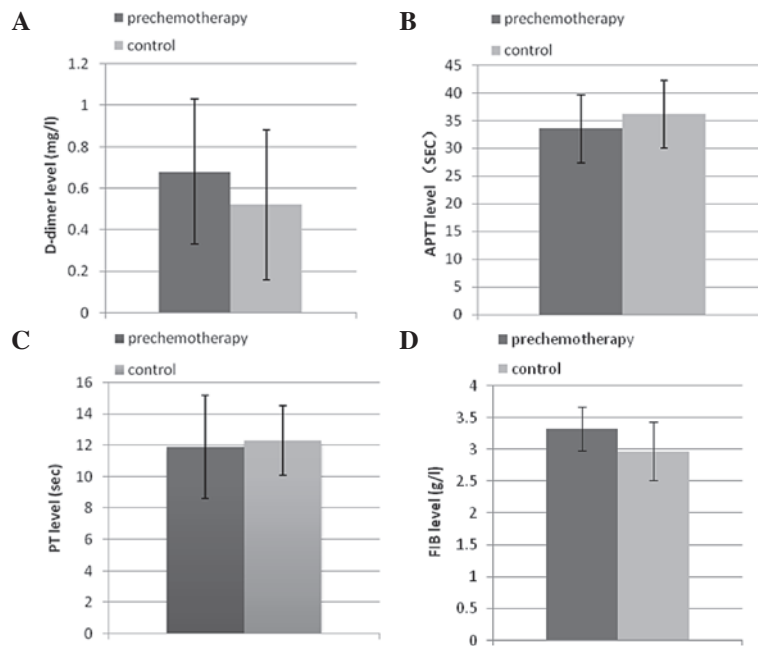 A
prechemotherapy
control
D-dimer level (mg/l)
1.2
1
0.8
0.6
0.4
0.2
0
B
prechemotherapy
control
APTT level （SEC）
45
40
35
30
25
20
15
10
5
0
C
prechemotherapy
control
PT level (sec)
16
14
12
10
8
6
4
2
0
D
prechemotherapy
control
FIB level (g/l)
4
3.5
3
2.5
2
1.5
1
0.5
0